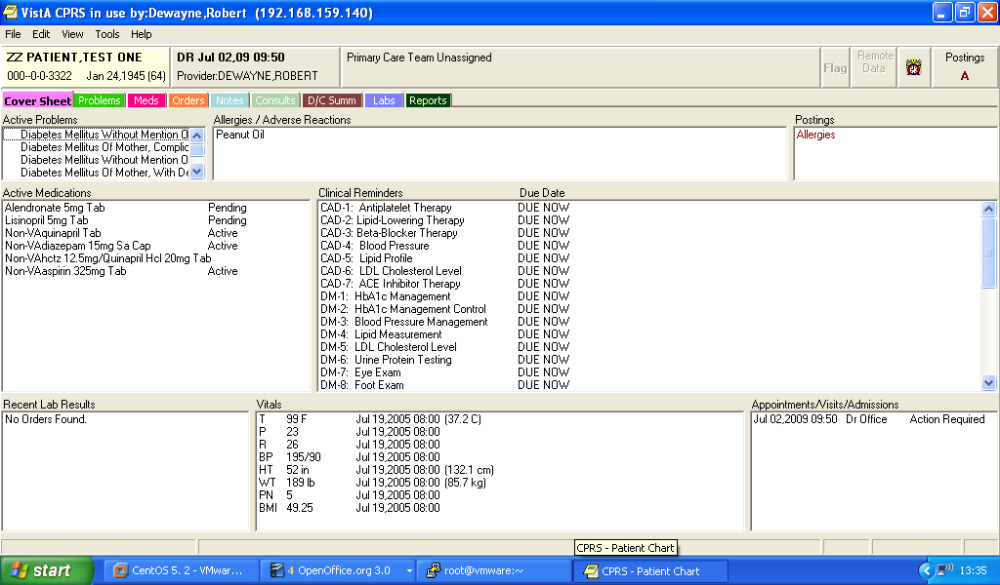 VistA CPRS in use by:Dewayne,Robert (192.168.159.140)
File Edit View Tools Help
ZZ PATIENT,TEST ONE
000--0-0-3322 Jan 24,1945 (64)
DR Jul 02,09 09:50
Provider:DEWAYNE,ROBERT
Primary Care Team Unassigned
Flag
Remote
Data
Postings
A
Cover Sheet Problems Meds Orders Notes Consults D/C Summ Labs Reports
Active Problems
Diabetes Mellitus Without Mention O
Diabetes Mellitus Of Mother, Complic
Diabetes Mellitus Without Mention O
Diabetes Mellitus Of Mother, With De
Allergies / Adverse Reactions
Peanut Oil
Postings
Allergies
Active Medications
Alendronate 5mg Tab Pending
Lisinopril 5mg Tab Pending
Non-VAquinapril Tab Active
Non-VAdiazepam 15mg Sa Cap Active
Non-VAhctz 12.5mg/Quinapril Hcl 20mg Tab
Non-VAaspirin 325mg Tab Active
Clinical Reminders Due Date
CAD-1: Antiplatelet Therapy DUE NOW
CAD-2: Lipid-Lowering Therapy DUE NOW
CAD-3: Beta-Blocker Therapy DUE NOW
CAD-4: Blood Pressure DUE NOW
CAD-5: Lipid Profile DUE NOW
CAD-6: LDL Cholesterol Level DUE NOW
CAD-7: ACE Inhibitor Therapy DUE NOW
DM-1: HbA1c Management DUE NOW
DM-2: HbA1c Management Control DUE NOW
DM-3: Blood Pressure Management DUE NOW
DM-4: Lipid Measurement DUE NOW
DM-5: LDL Cholesterol Level DUE NOW
DM-6: Urine Protein Testing DUE NOW
DM-7: Eye Exam DUE NOW
DM-8: Foot Exam DUE NOW
Recent Lab Results
No Orders Found.
Vitals
T 99 F Jul 19,2005 08:00 (37.2 C)
P 23 Jul 19,2005 08:00
R 26 Jul 19,2005 08:00
BP 195/90 Jul 19,2005 08:00
HT 52 in Jul 19,2005 08:00 (132.1 cm)
WT 189 lb Jul 19,2005 08:00 (85.7 kg)
PN 5 Jul 19,2005 08:00
BMI 49.25 Jul 19,2005 08:00
Appointments/Visits/Admissions
Jul 02,2009 09:50 Dr Office Action Required
CPRS - Patient Chart
start
CentOS 5. 2 - VMwar...
4 OpenOffice.org 3.0
root@vmware:~
CPRS - Patient Chart
13:35